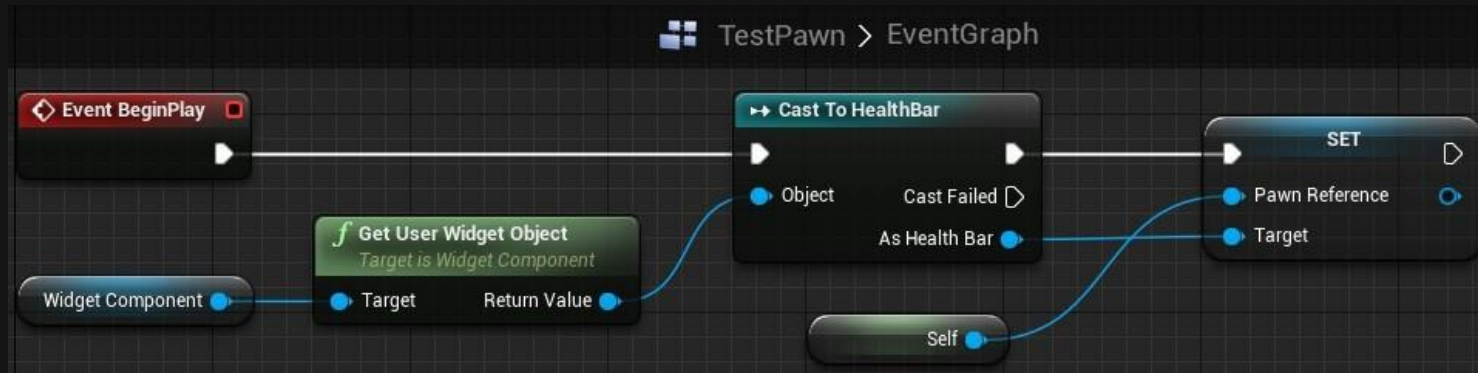 TestPawn > EventGraph
Event BeginPlay
Cast To HealthBar
SET
Object
Cast Failed
Pawn Reference
f Get User Widget Object
Target is Widget Component
As Health Bar
Target
Widget Component
Target
Return Value
Self